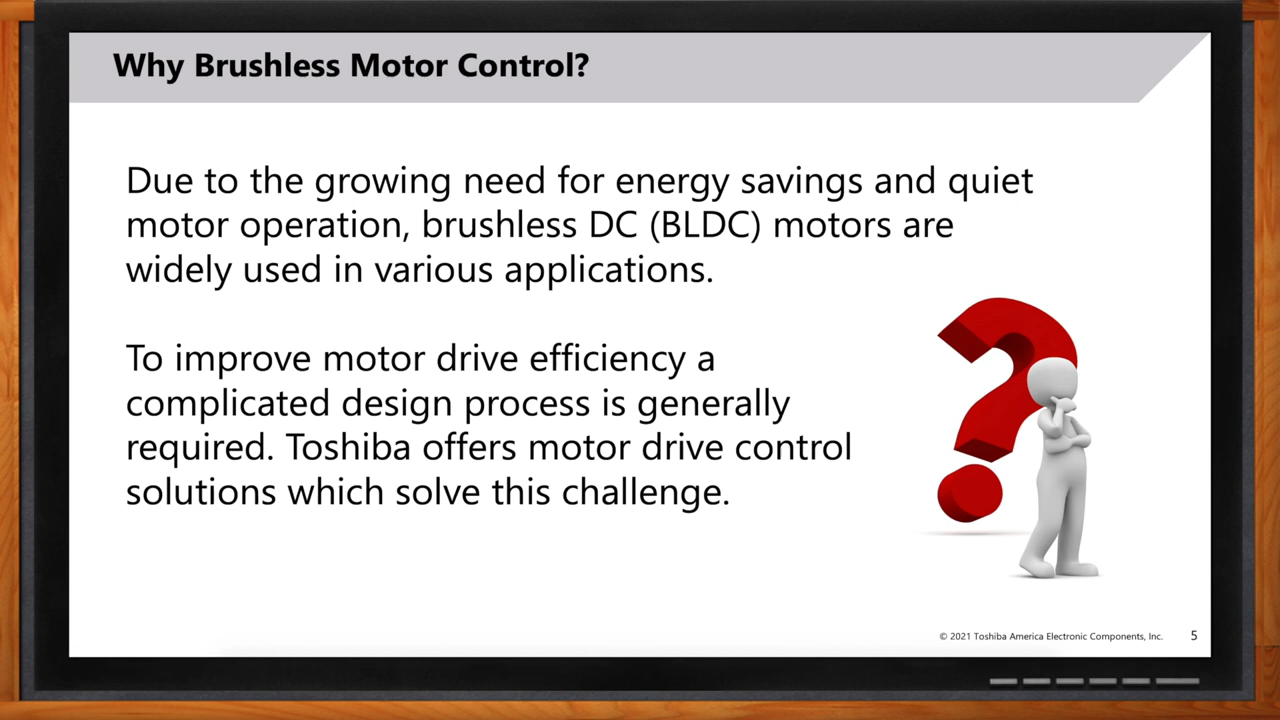 Why Brushless Motor Control?
Due to the growing need for energy savings and quiet
motor operation, brushless DC (BLDC) motors are
widely used in various applications.
To improve motor drive efficiency a
complicated design process is generally
required. Toshiba offers motor drive control
solutions which solve this challenge.
© 2021 Toshiba America Electronic Components, Inc.
5